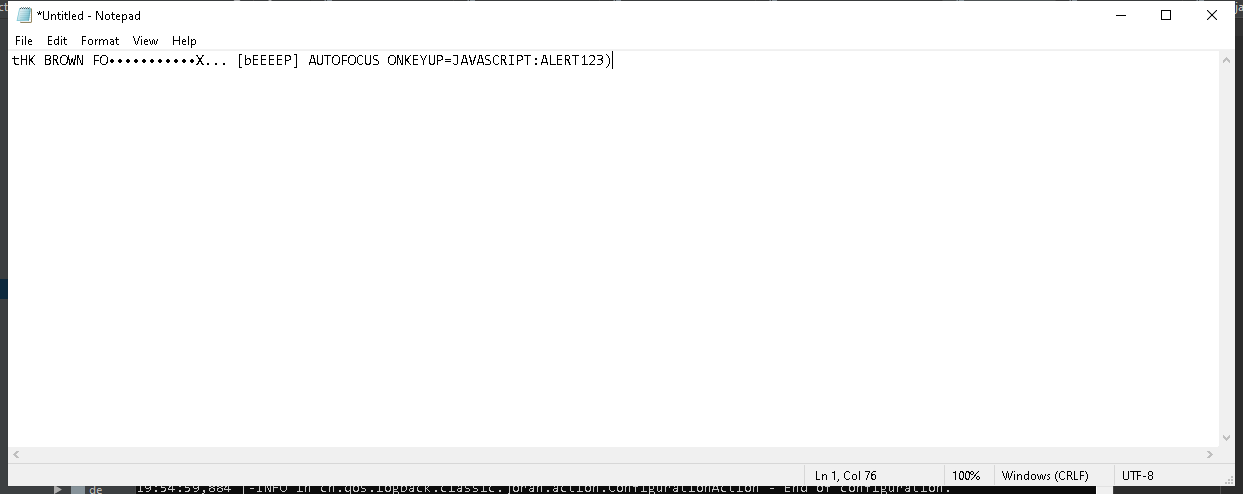 *Untitled - Notepad
File Edit Format View Help
tHK BROWN FO•••••••••••X... [bEEEEP] AUTOFOCUS ONKEYUP=JAVASCRIPT:ALERT123)
Ln 1, Col 76 100% Windows (CRLF) UTF-8
de 19:54:59,884 |-INFO in ch.qos.logback.classic.joran.action.ConfigurationAction - End of configuration.